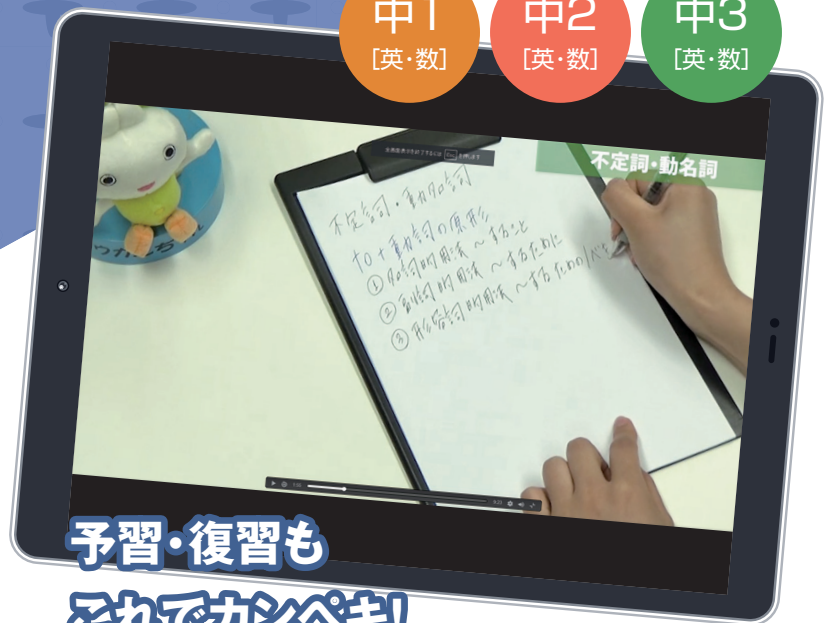 中1
[英・数]
中2
[英・数]
中3
[英・数]
不定詞・動名詞
不定詞・動名詞
to+動詞の原形
①名詞的用法 〜すること
②副詞的用法 〜するために
③形容詞的用法 〜するための/べき
予習・復習も
これでカンペキ!